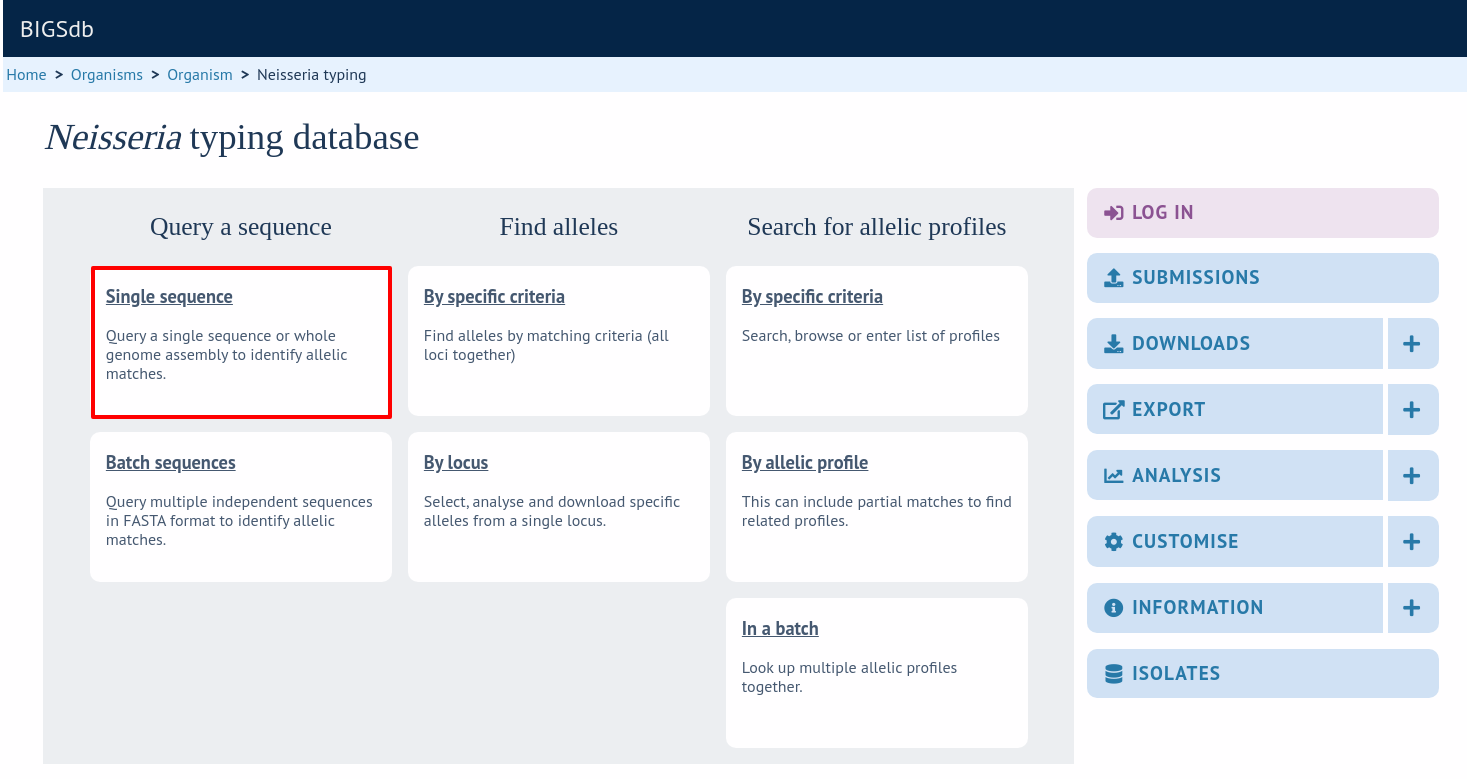 BIGSdb
Home > Organisms > Organism > Neisseria typing
Neisseria typing database
Query a sequence
Single sequence
Query a single sequence or whole
genome assembly to identify allelic
matches.
Batch sequences
Query multiple independent sequences
in FASTA format to identify allelic
matches.
Find alleles
By specific criteria
Find alleles by matching criteria (all
loci together)
By locus
Select, analyse and download specific
alleles from a single locus.
Search for allelic profiles
By specific criteria
Search, browse or enter list of profiles
By allelic profile
This can include partial matches to find
related profiles.
In a batch
Look up multiple allelic profiles
together.
LOG IN
SUBMISSIONS
DOWNLOADS
EXPORT
ANALYSIS
CUSTOMISE
INFORMATION
ISOLATES